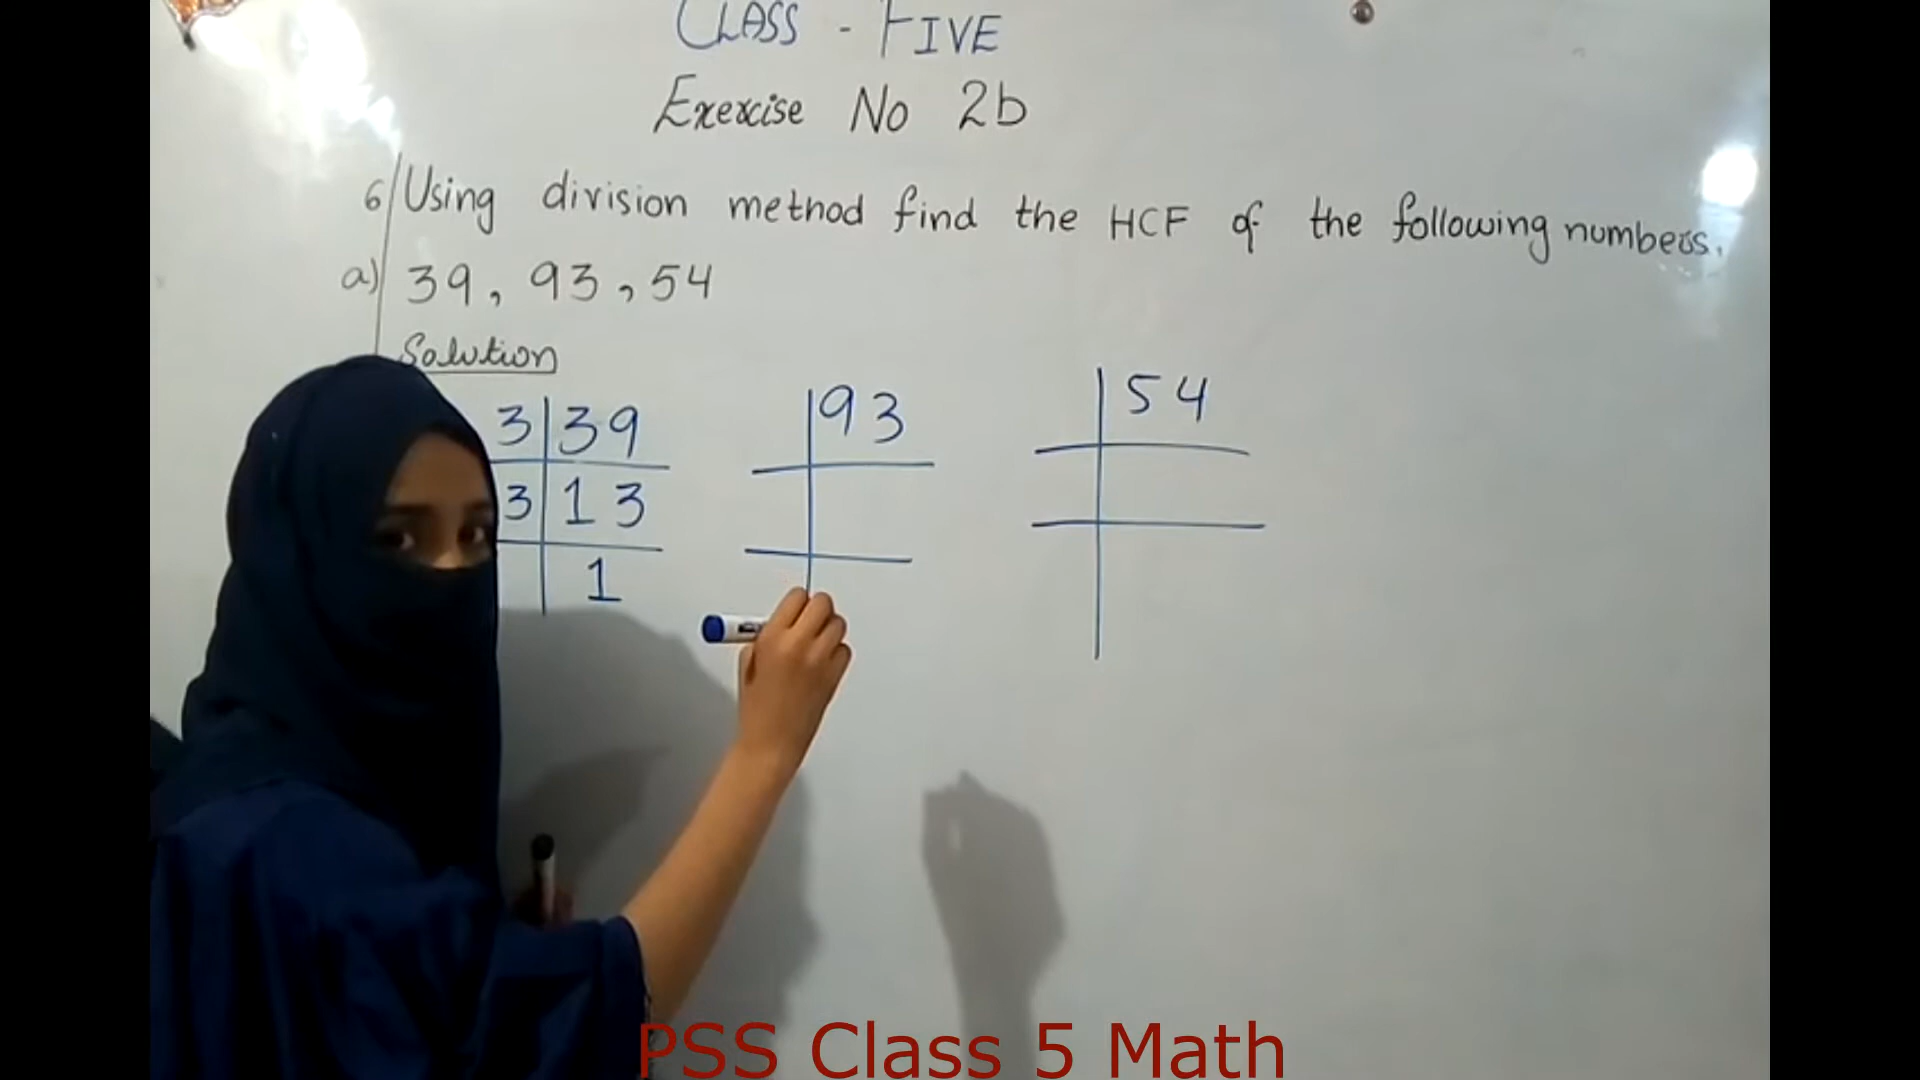 CLASS - FIVE
Exercise No 2b
6 Using division method find the HCF of the following numbers.
a) 39, 93, 54
Solution
3 39
3 13
1
93
54
PSS Class 5 Math